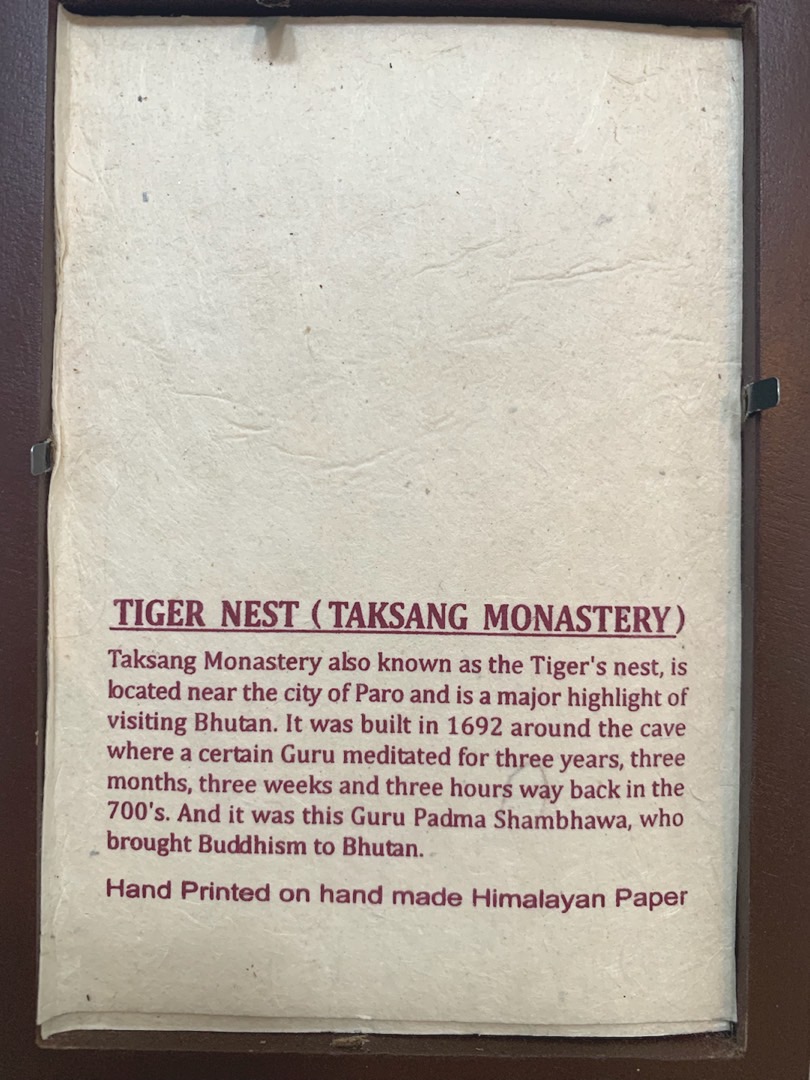 TIGER NEST (TAKSANG MONASTERY)
Taksang Monastery also known as the Tiger's nest, is
located near the city of Paro and is a major highlight of
visiting Bhutan. It was built in 1692 around the cave
where a certain Guru meditated for three years, three
months, three weeks and three hours way back in the
700's. And it was this Guru Padma Shambhawa, who
brought Buddhism to Bhutan.
Hand Printed on hand made Himalayan Paper